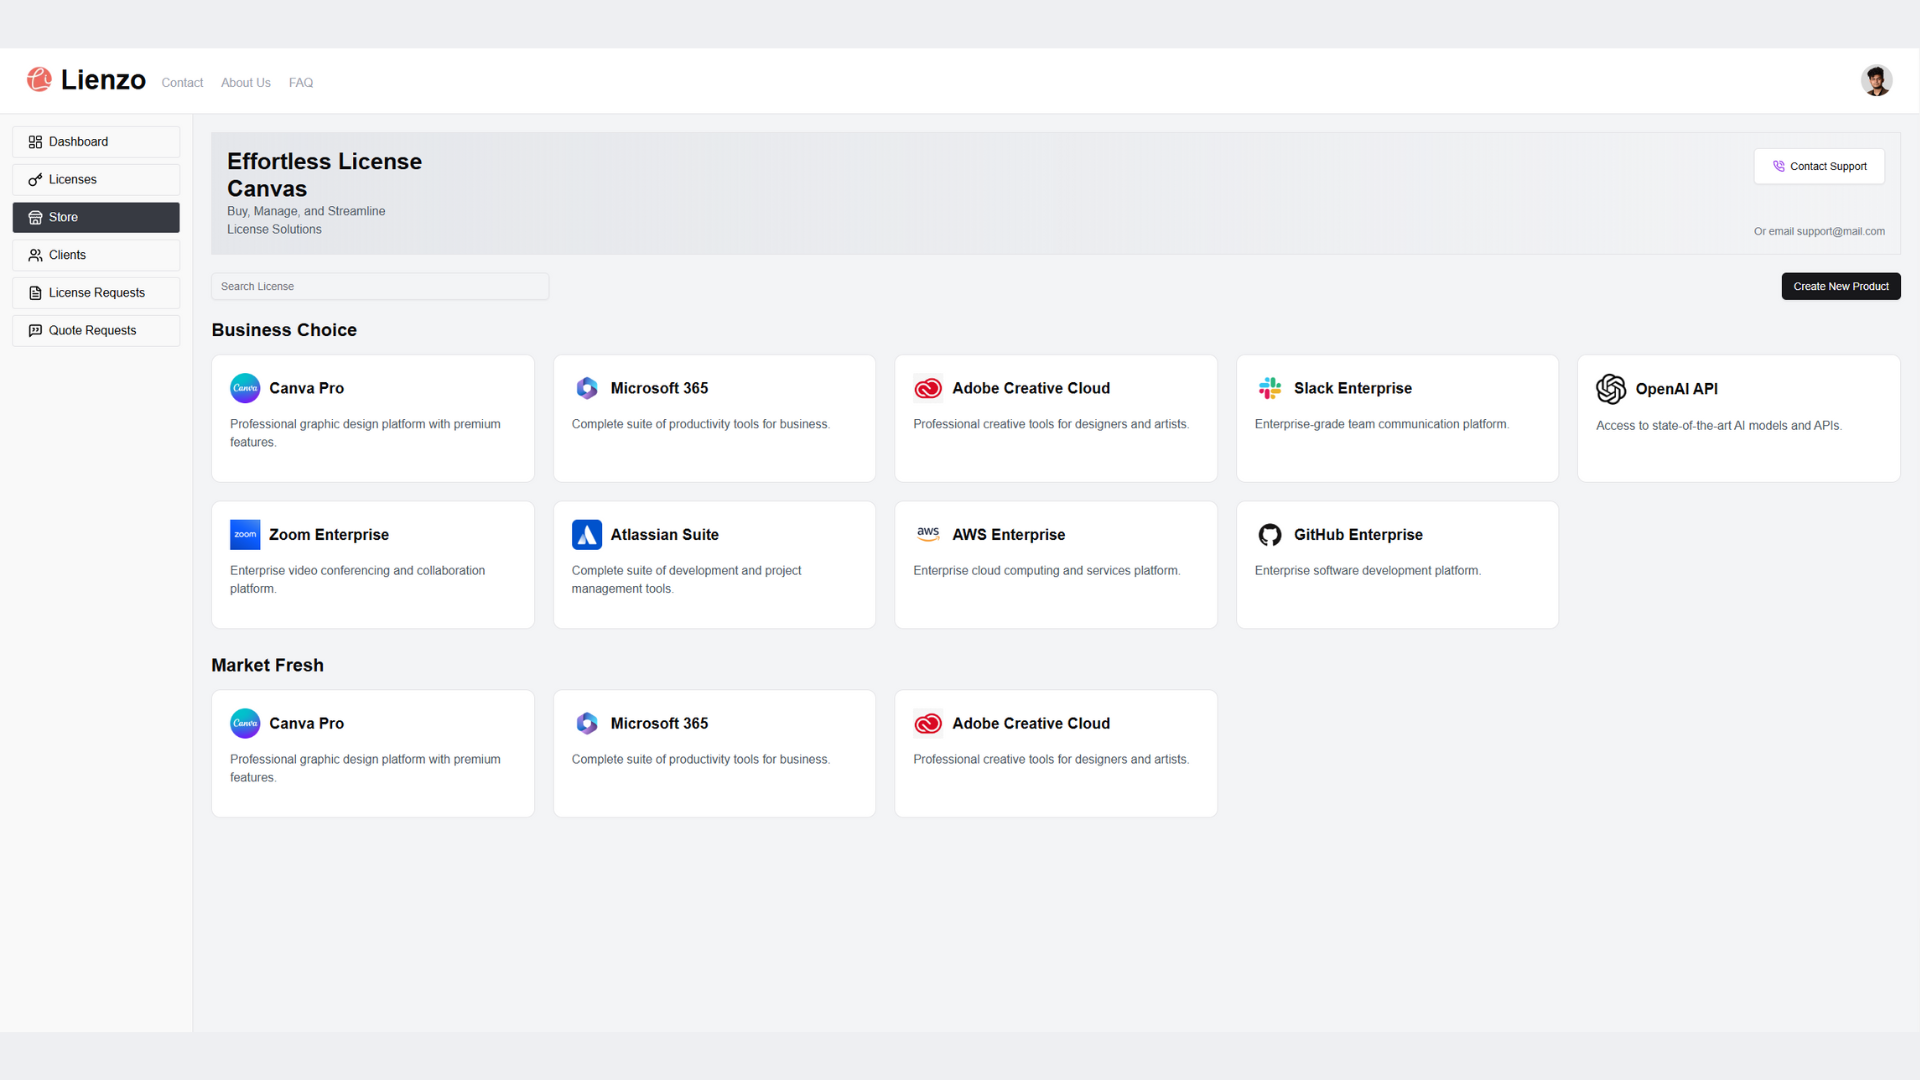 Lienzo
Contact
About Us
FAQ
Dashboard
Licenses
Store
Clients
License Requests
Quote Requests
Effortless License
Canvas
Buy, Manage, and Streamline
License Solutions
Contact Support
Or email support@mail.com
Search License
Create New Product
Business Choice
Canva
Canva Pro
Professional graphic design platform with premium
features.
Microsoft 365
Complete suite of productivity tools for business.
Adobe Creative Cloud
Professional creative tools for designers and artists.
Slack Enterprise
Enterprise-grade team communication platform.
OpenAI API
Access to state-of-the-art AI models and APIs.
zoom
Zoom Enterprise
Enterprise video conferencing and collaboration
platform.
Atlassian Suite
Complete suite of development and project
management tools.
aws
AWS Enterprise
Enterprise cloud computing and services platform.
GitHub Enterprise
Enterprise software development platform.
Market Fresh
Canva
Canva Pro
Professional graphic design platform with premium
features.
Microsoft 365
Complete suite of productivity tools for business.
Adobe Creative Cloud
Professional creative tools for designers and artists.